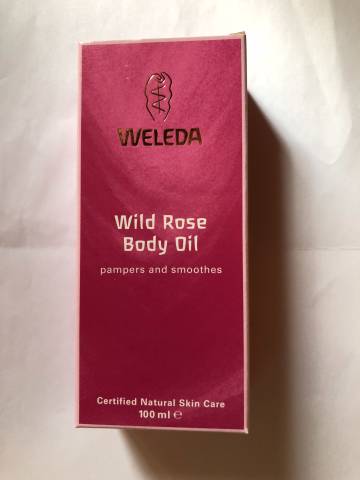 WELEDA
Wild Rose
Body Oil
pampers and smoothes
Certified Natural Skin Care
100 ml ℮